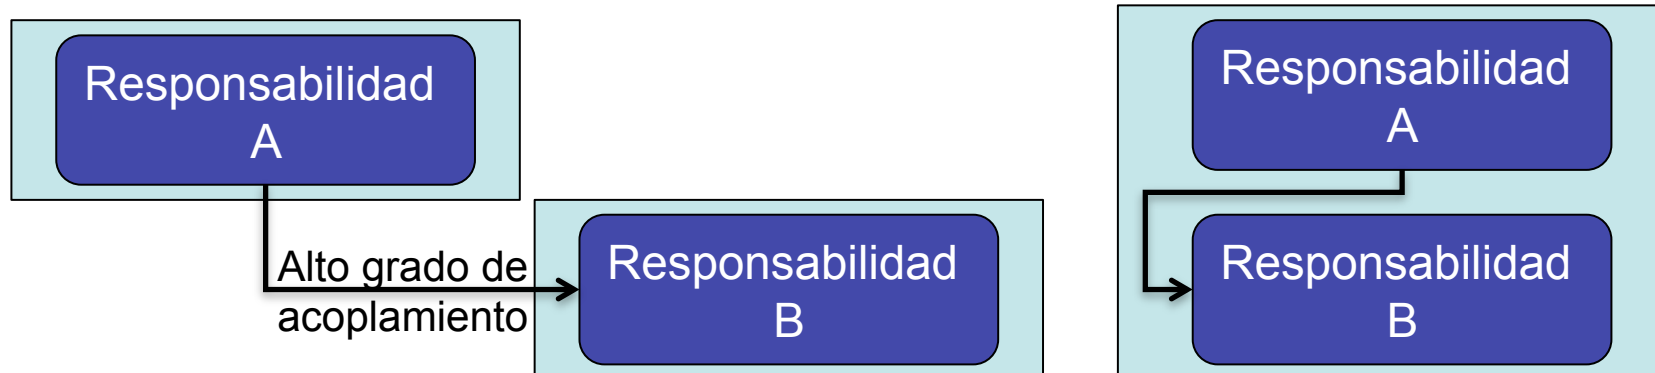 Responsabilidad
A
Alto grado de
acoplamiento
Responsabilidad
B
Responsabilidad
A
Responsabilidad
B